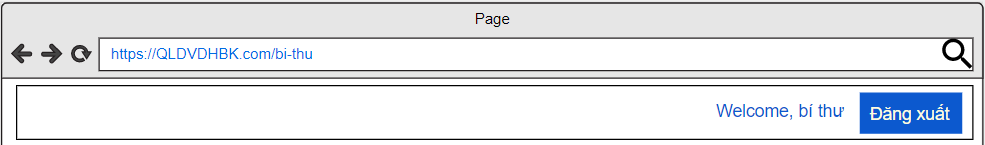 Page
https://QLDVDHBK.com/bi-thu
Welcome, bí thư Đăng xuất